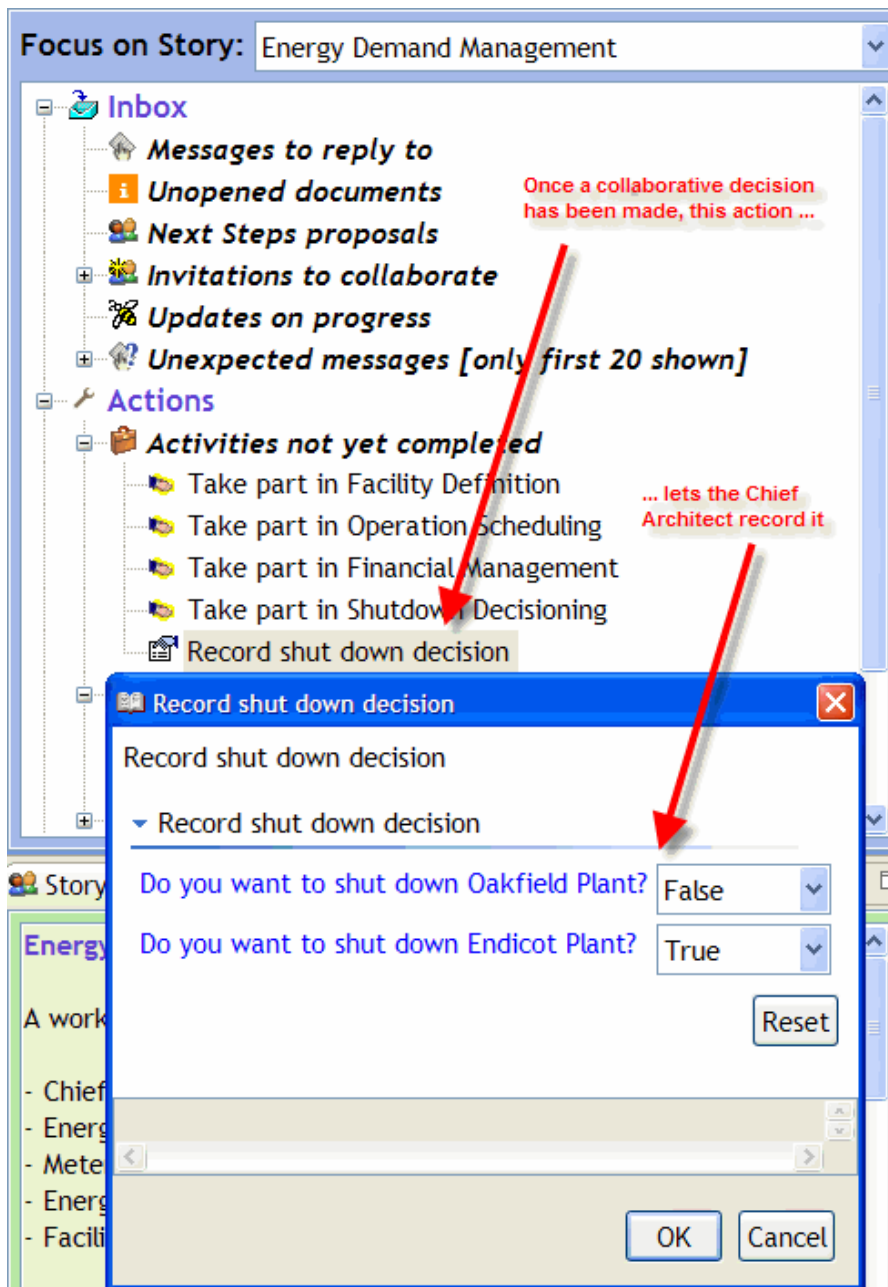 Focus on Story: Energy Demand Management
Inbox
Messages to reply to
Unopened documents
Once a collaborative decision
has been made, this action ...
Next Steps proposals
Invitations to collaborate
Updates on progress
Unexpected messages [only first 20 shown]
Actions
Activities not yet completed
Take part in Facility Definition
... lets the Chief
Architect record it
Take part in Operation Scheduling
Take part in Financial Management
Take part in Shutdown Decisioning
Record shut down decision
Record shut down decision
Record shut down decision
Record shut down decision
Do you want to shut down Oakfield Plant? False
Do you want to shut down Endicot Plant? True
Reset
OK Cancel
Story
Energy
A work
- Chief
- Energ
- Mete
- Energ
- Facili